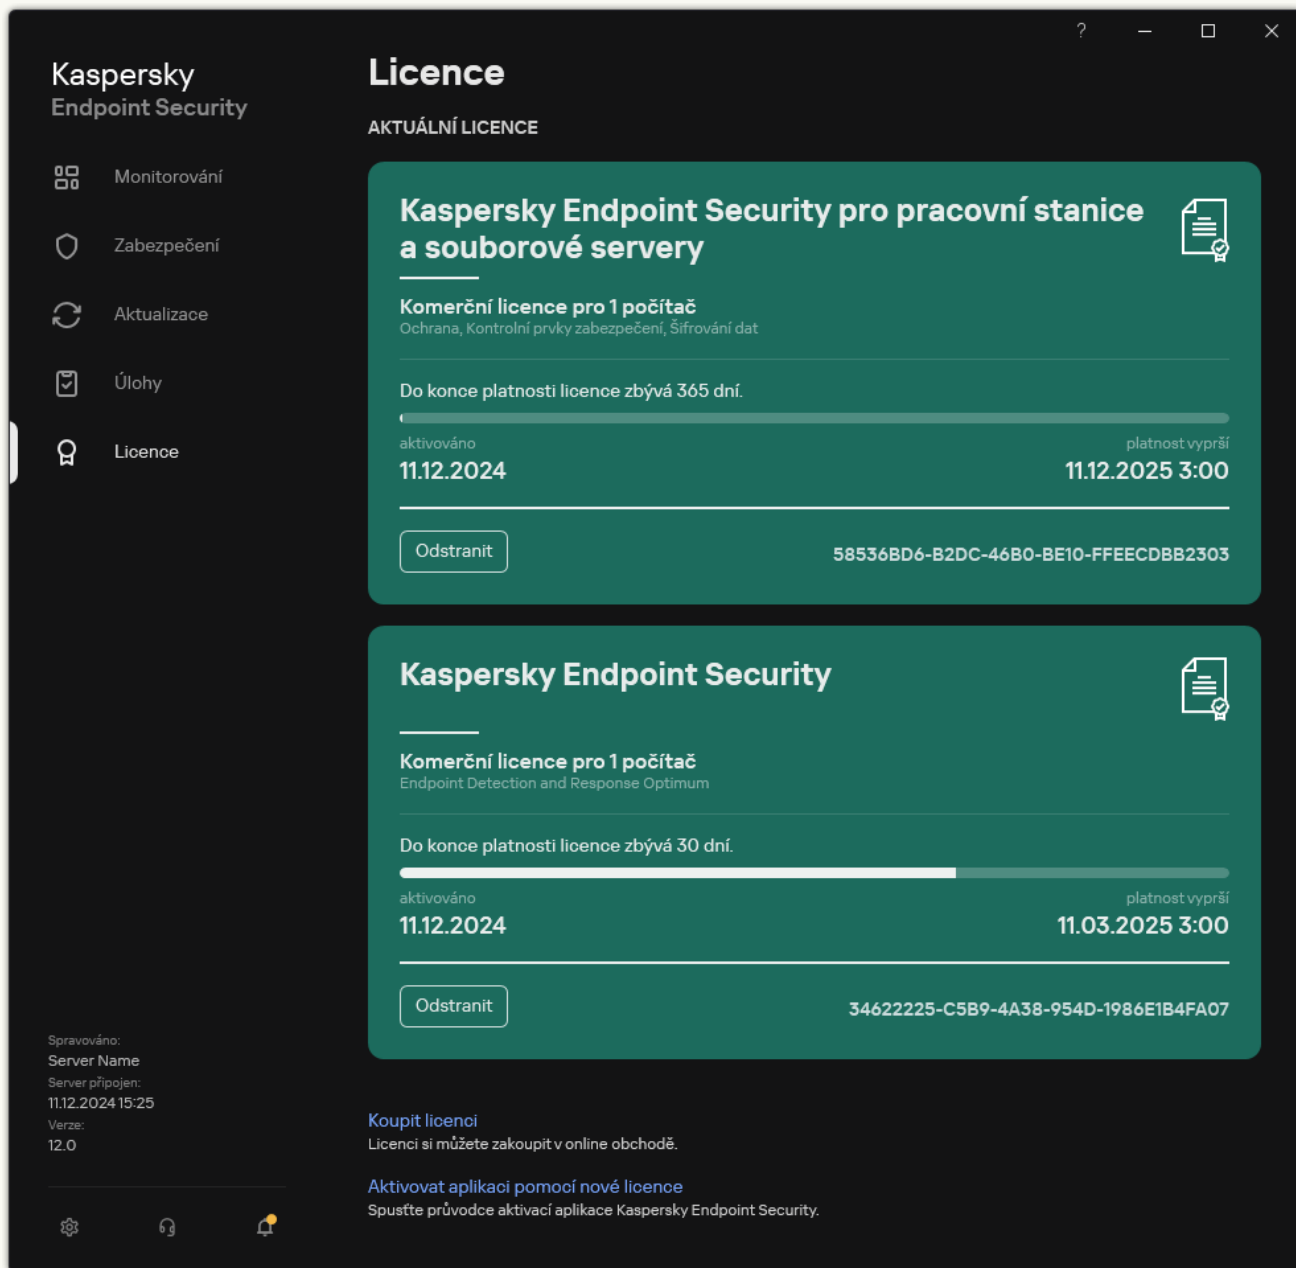 ?
Kaspersky
Endpoint Security
Monitorování
Zabezpečení
Aktualizace
Úlohy
Licence
Spravováno:
Server Name
Server připojen:
11.12.2024 15:25
Verze:
12.0
Licence
AKTUÁLNÍ LICENCE
Kaspersky Endpoint Security pro pracovní stanice
a souborové servery
Komerční licence pro 1 počítač
Ochrana, Kontrolní prvky zabezpečení, Šifrování dat
Do konce platnosti licence zbývá 365 dní.
aktivováno platnost vyprší
11.12.2024 11.12.2025 3:00
Odstranit 58536BD6-B2DC-46B0-BE10-FFEECDBB2303
Kaspersky Endpoint Security
Komerční licence pro 1 počítač
Endpoint Detection and Response Optimum
Do konce platnosti licence zbývá 30 dní.
aktivováno platnost vyprší
11.12.2024 11.03.2025 3:00
Odstranit 34622225-C5B9-4A38-954D-1986E1B4FA07
Koupit licenci
Licenci si můžete zakoupit v online obchodě.
Aktivovat aplikaci pomocí nové licence
Spusťte průvodce aktivací aplikace Kaspersky Endpoint Security.